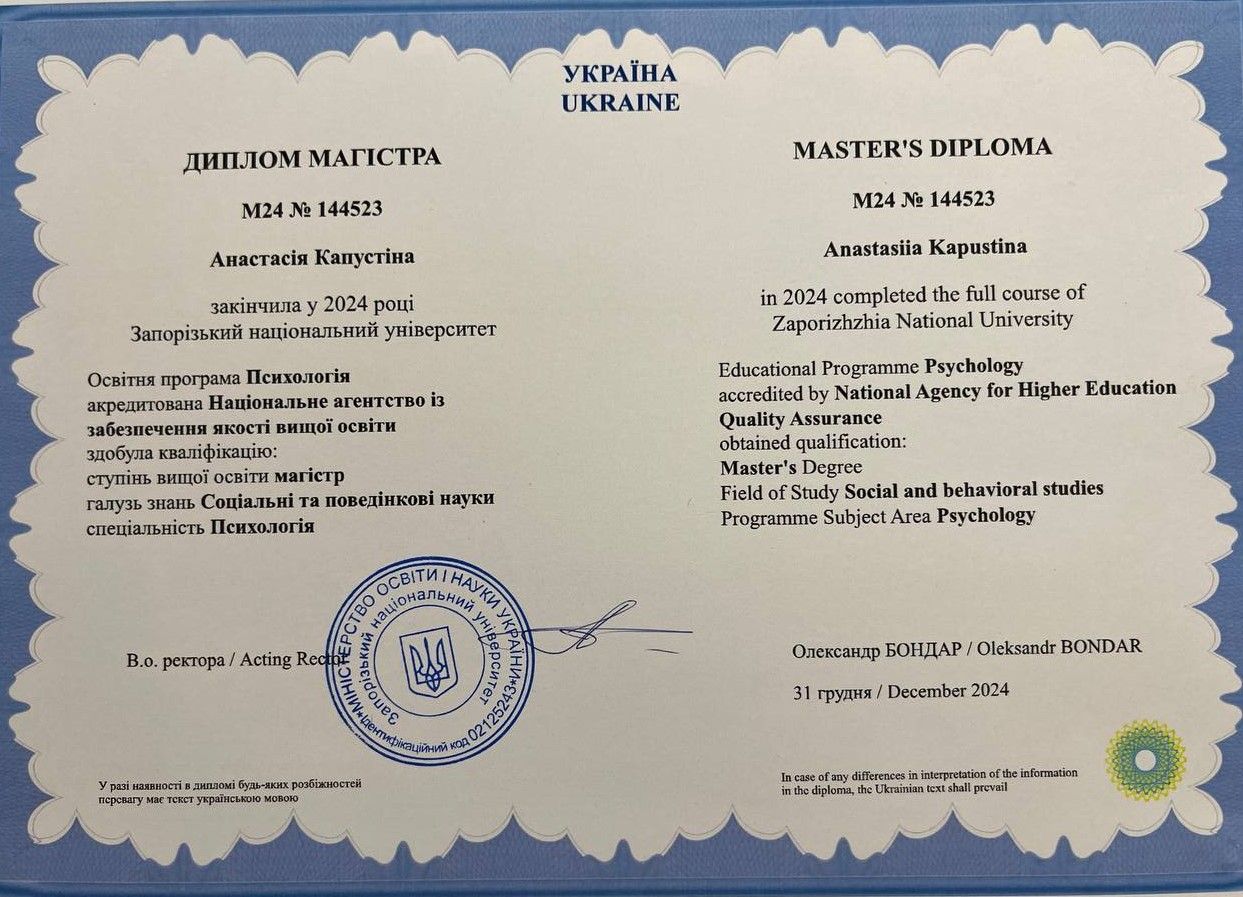 УКРАЇНА
UKRAINE
ДИПЛОМ МАГІСТРА
М24 № 144523
Анастасія Капустіна
закінчила у 2024 році
Запорізький національний університет
Освітня програма Психологія
акредитована Національне агентство із
забезпечення якості вищої освіти
здобула кваліфікацію:
ступінь вищої освіти магістр
галузь знань Соціальні та поведінкові науки
спеціальність Психологія
В.о. ректора / Acting Rector
МІНІСТЕРСТВО ОСВІТИ І НАУКИ УКРАЇНИ
Запорізький національний університет
*Ідентифікаційний код 02125243*
У разі наявності в дипломі будь-яких розбіжностей
перевагу має текст українською мовою
MASTER'S DIPLOMA
М24 № 144523
Anastasiia Kapustina
in 2024 completed the full course of
Zaporizhzhia National University
Educational Programme Psychology
accredited by National Agency for Higher Education
Quality Assurance
obtained qualification:
Master's Degree
Field of Study Social and behavioral studies
Programme Subject Area Psychology
Олександр БОНДАР / Oleksandr BONDAR
31 грудня / December 2024
In case of any differences in interpretation of the information
in the diploma, the Ukrainian text shall prevail